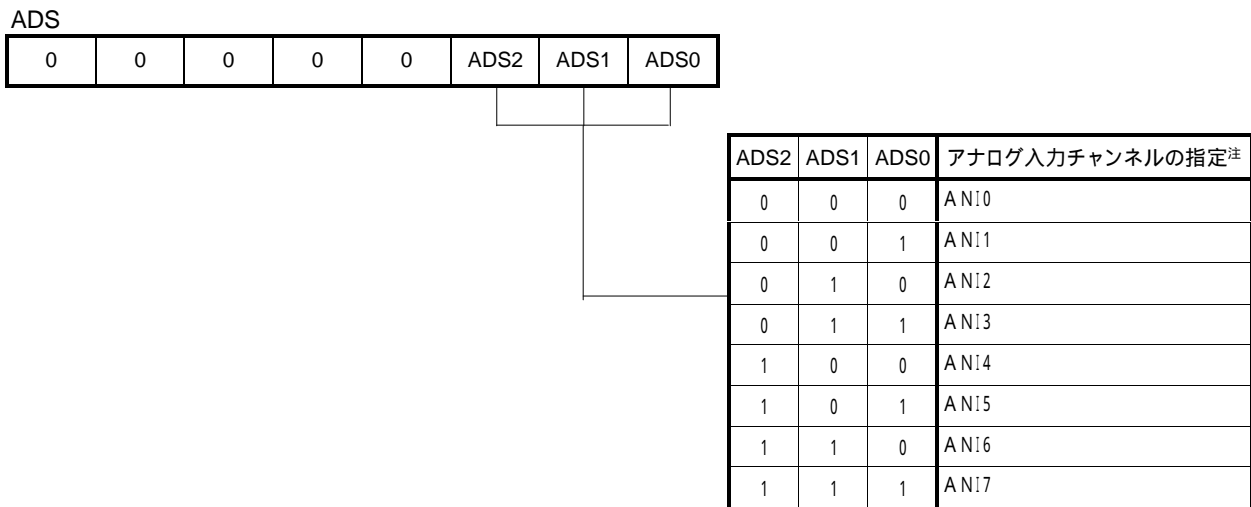 ADS
0 0 0 0 0 ADS2 ADS1 ADS0
ADS2 ADS1 ADS0 アナログ入力チャンネルの指定注
0 0 0 ANI0
0 0 1 ANI1
0 1 0 ANI2
0 1 1 ANI3
1 0 0 ANI4
1 0 1 ANI5
1 1 0 ANI6
1 1 1 ANI7